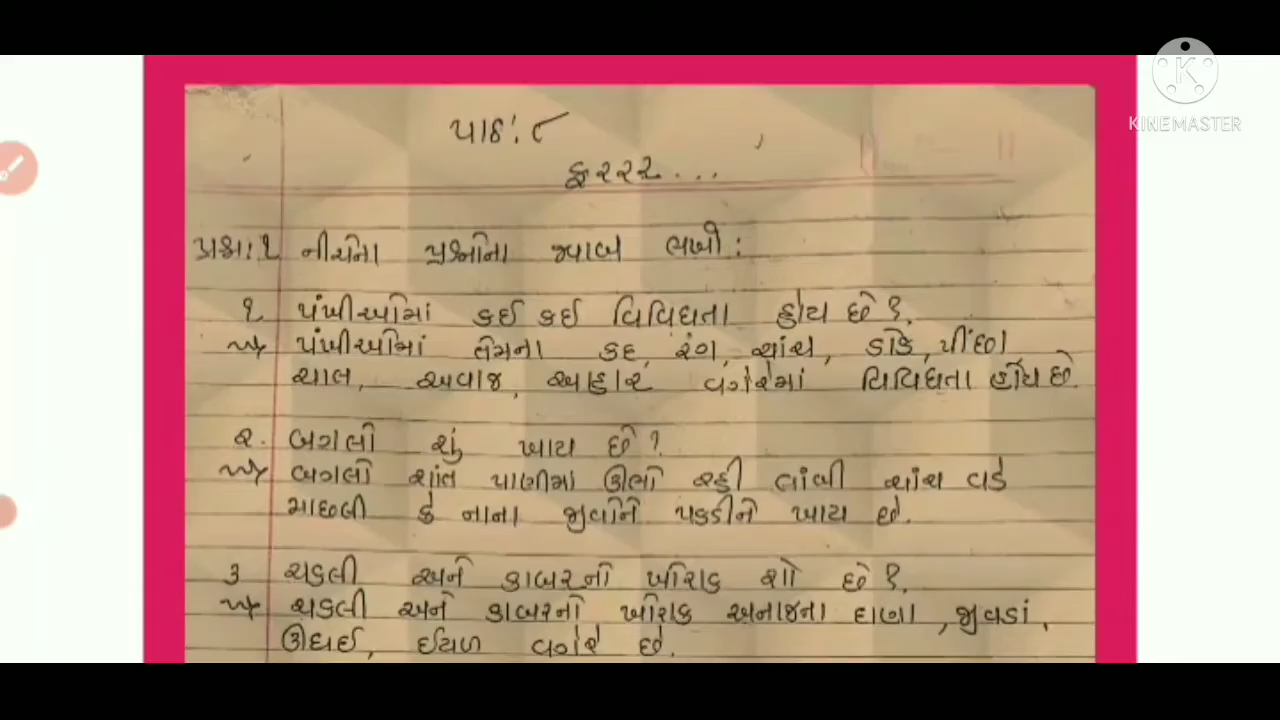 KINEMASTER
પાઠ: ૮
ફરરર...
પ્રશ્ન: ૧ નીચેના પ્રશ્નોના જવાબ લખો :
૧. પંખીઓમાં કઈ કઈ વિવિધતા હોય છે ?
પંખીઓમાં તેમના કદ, રંગ, ચાંચ, ડોક, પીંછા
ચાલ, અવાજ, આહાર વગેરેમાં વિવિધતા હોય છે.
૨. બગલો શું ખાય છે ?
બગલો શાંત પાણીમાં ઊભો રહી લાંબી ચાંચ વડે
માછલી કે નાના જીવોને પકડીને ખાય છે.
૩ ચકલી અને કાબરનો ખોરાક શો છે ?
ચકલી અને કાબરનો ખોરાક અનાજના દાણા, જીવડાં,
ઊધઈ, ઈયળ વગેરે છે.